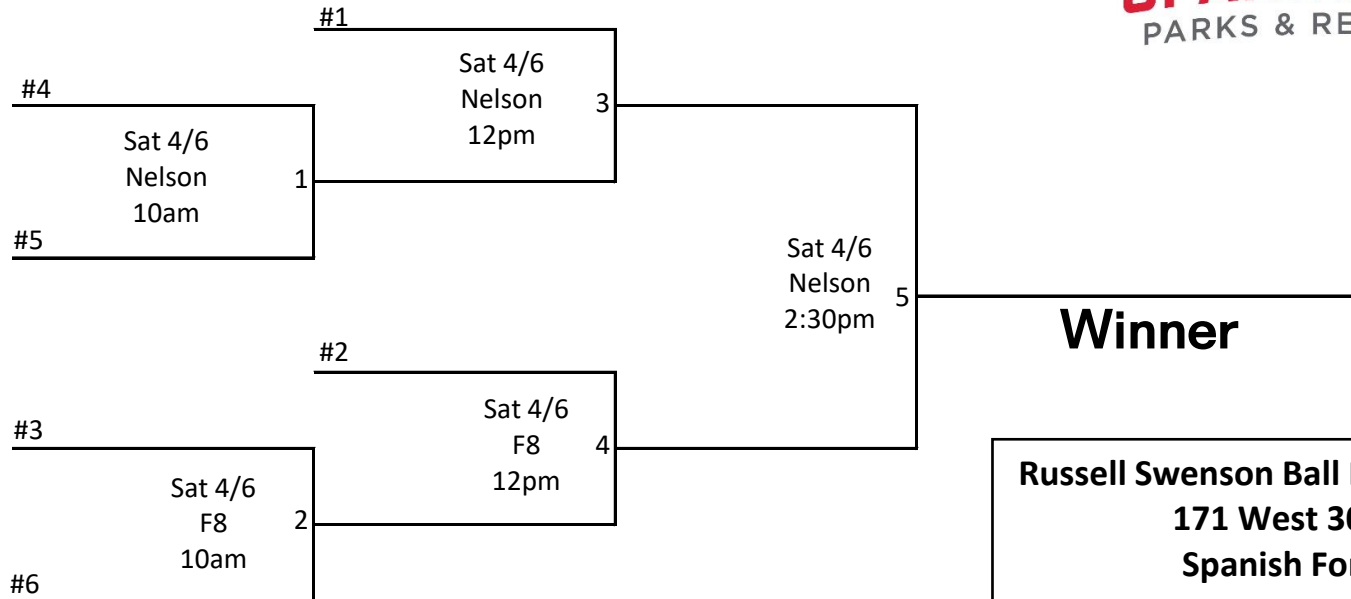 #1
PARKS & RE
Sat 4/6
Nelson
12pm
3
#4
Sat 4/6
Nelson
10am
1
#5
Sat 4/6
Nelson
2:30pm
5
Winner
#2
Sat 4/6
F8
12pm
4
#3
Sat 4/6
F8
10am
2
#6
Russell Swenson Ball
171 West
Spanish